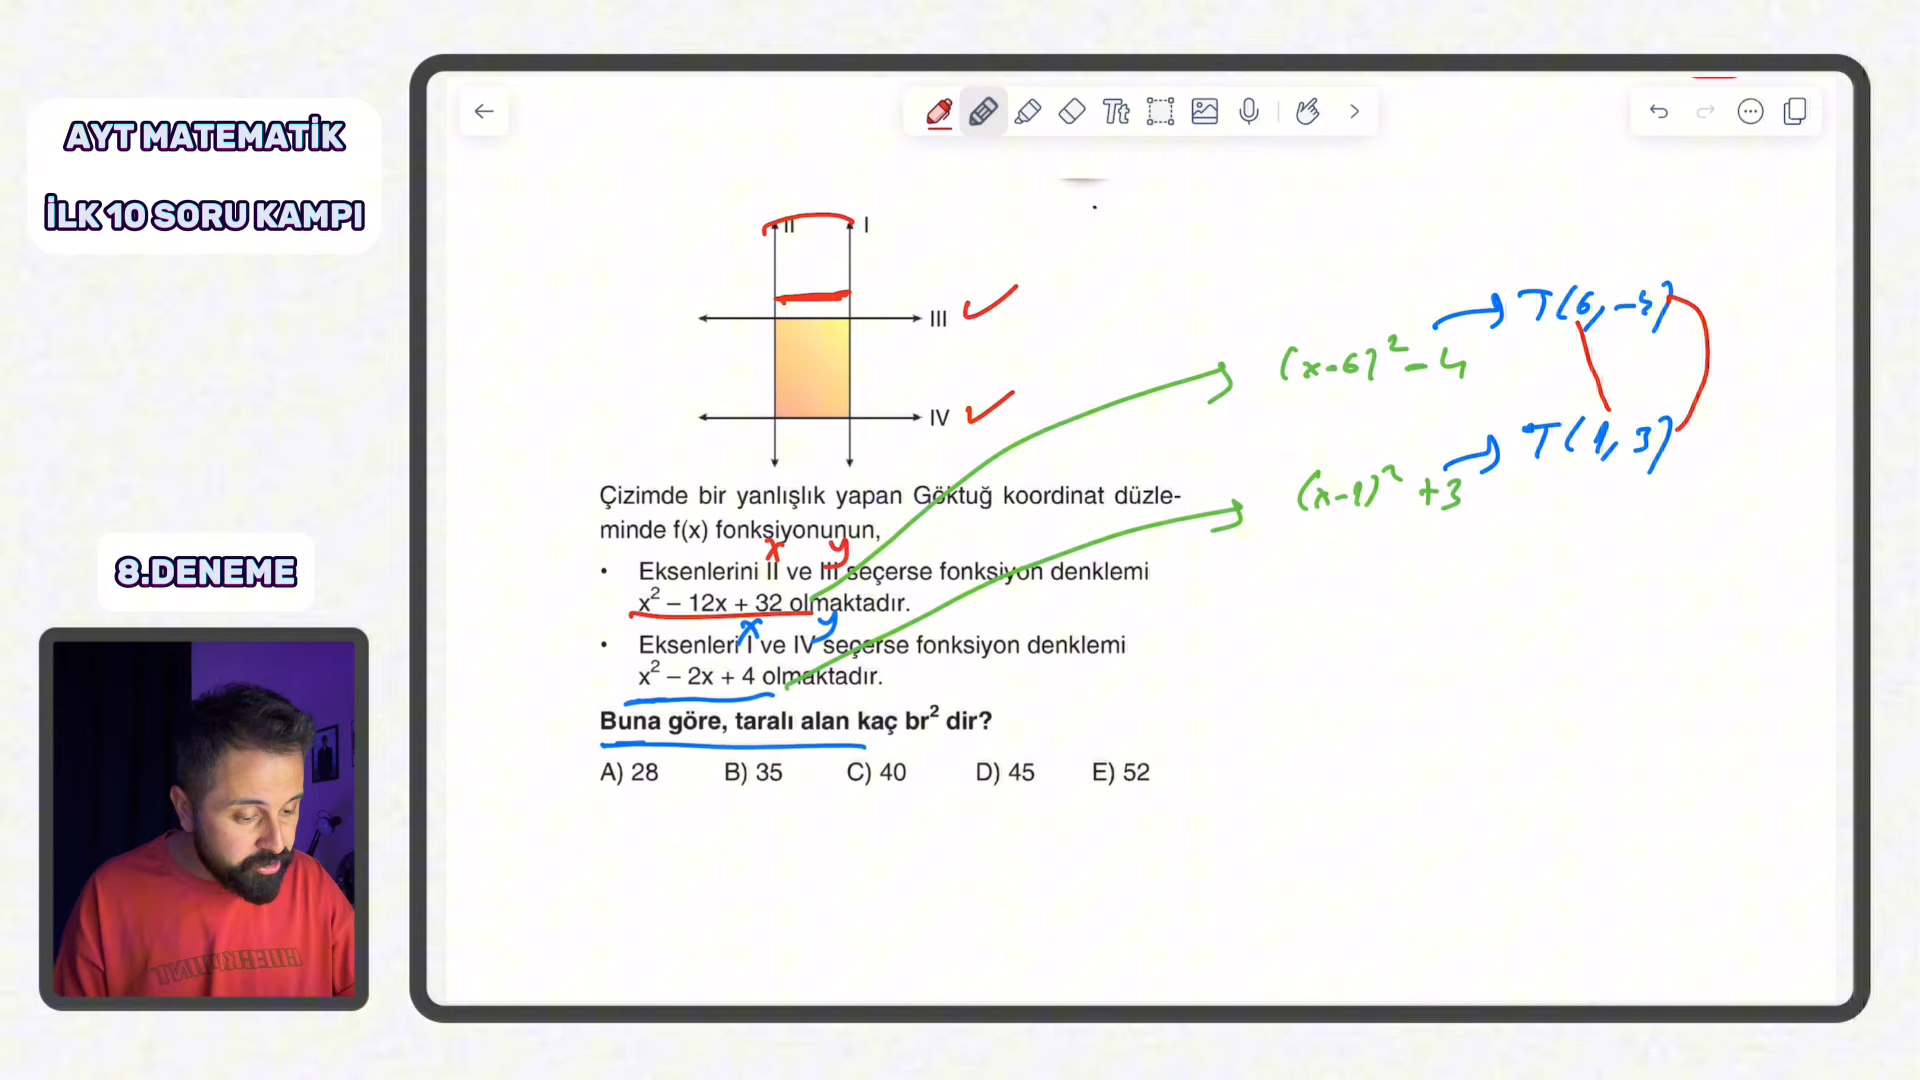 AYT MATEMATİK
İLK 10 SORU KAMPI
8.DENEME
Tt
II I
III
IV
Çizimde bir yanlışlık yapan Göktuğ koordinat düzle-
minde f(x) fonksiyonunun,
x y
• Eksenlerini II ve III seçerse fonksiyon denklemi
x² – 12x + 32 olmaktadır.
x y
• Eksenleri I ve IV seçerse fonksiyon denklemi
x² – 2x + 4 olmaktadır.
Buna göre, taralı alan kaç br² dir?
A) 28 B) 35 C) 40 D) 45 E) 52
(x-6)² - 4
T(6, -4)
(x-1)² + 3
T(1, 3)